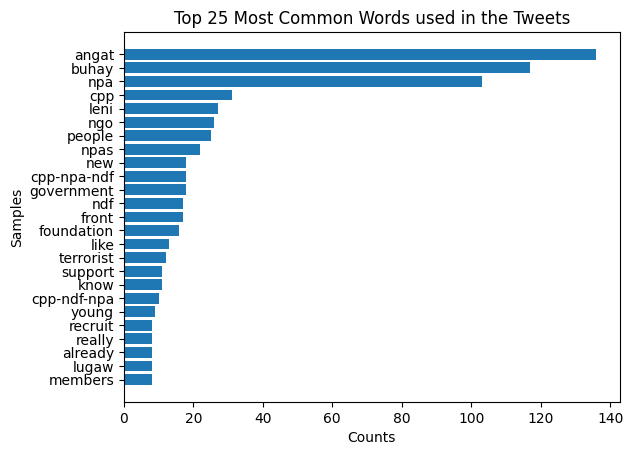 Top 25 Most Common Words used in the Tweets
angat
buhay
npa
cpp
leni
ngo
people
npas
new
cpp-npa-ndf
government
ndf
front
foundation
like
terrorist
support
know
cpp-ndf-npa
young
recruit
really
already
lugaw
members
Samples
0 20 40 60 80 100 120 140
Counts